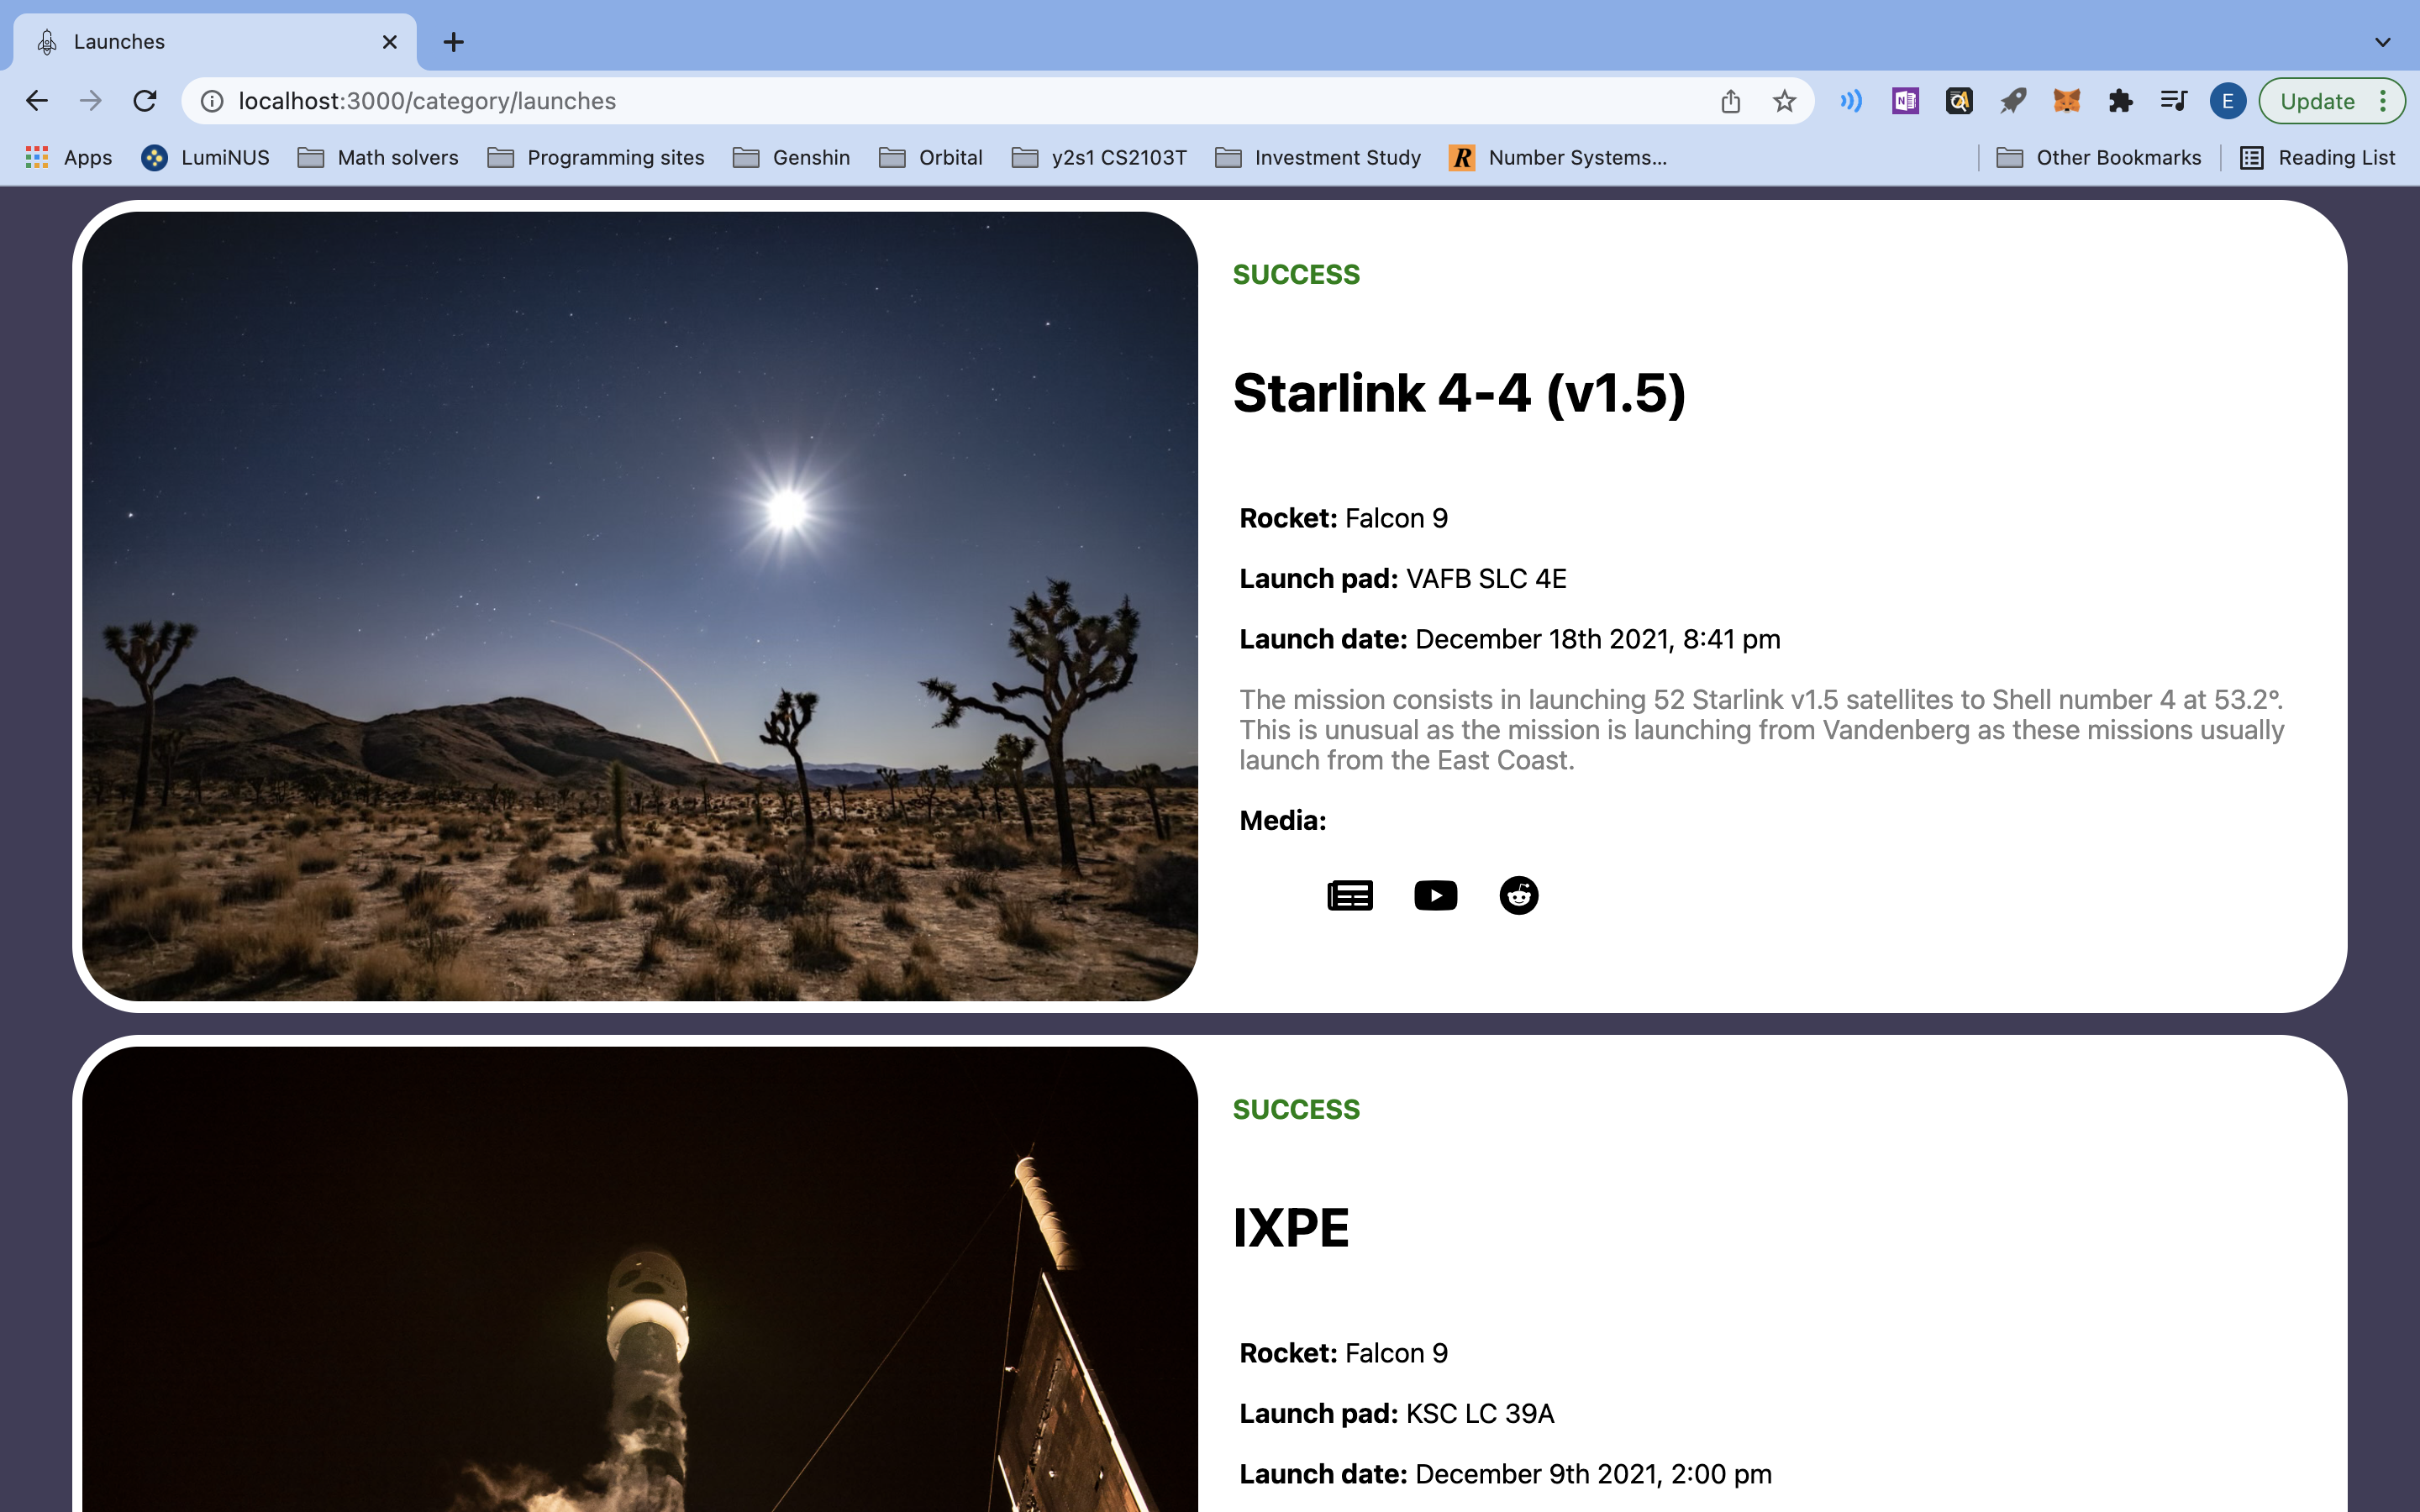 Launches
localhost:3000/category/launches
E
Update
Apps
LumiNUS
Math solvers
Programming sites
Genshin
Orbital
y2s1 CS2103T
Investment Study
R
Number Systems...
Other Bookmarks
Reading List
SUCCESS
Starlink 4-4 (v1.5)
Rocket: Falcon 9
Launch pad: VAFB SLC 4E
Launch date: December 18th 2021, 8:41 pm
The mission consists in launching 52 Starlink v1.5 satellites to Shell number 4 at 53.2°.
This is unusual as the mission is launching from Vandenberg as these missions usually
launch from the East Coast.
Media:
SUCCESS
IXPE
Rocket: Falcon 9
Launch pad: KSC LC 39A
Launch date: December 9th 2021, 2:00 pm